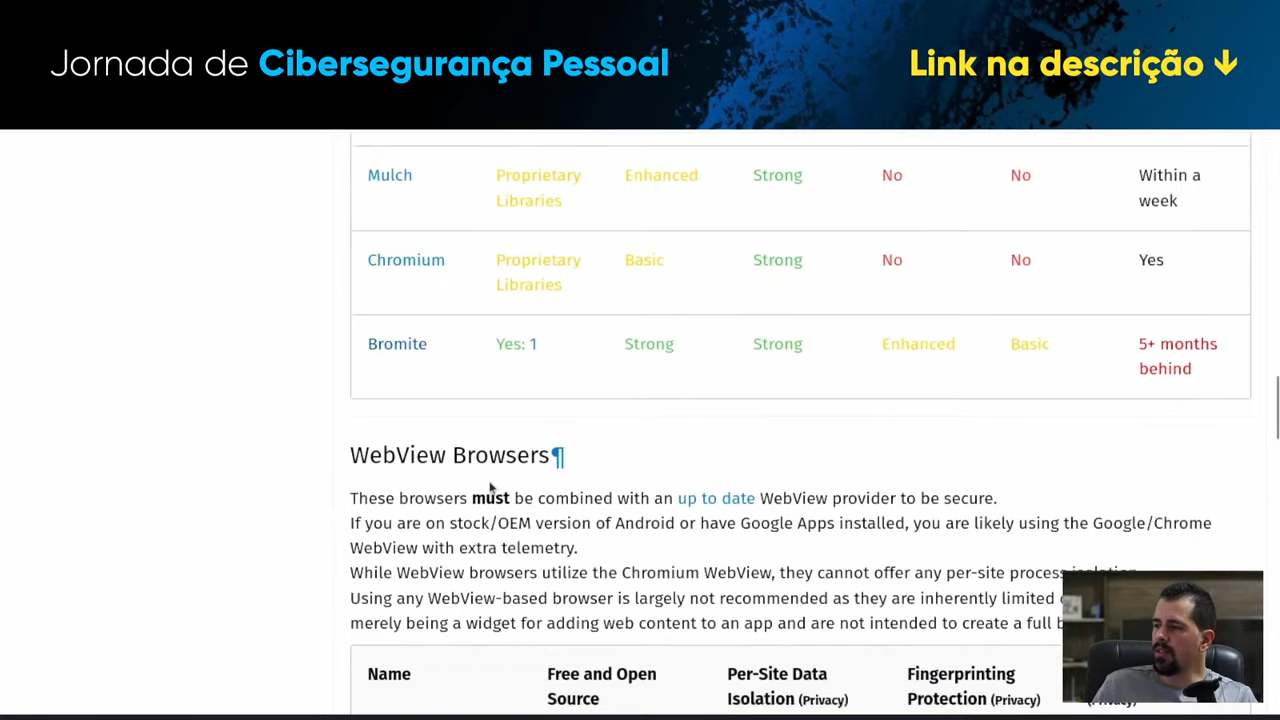 Jornada de Cibersegurança Pessoal
Link na descrição ↓
Mulch Proprietary Enhanced Strong No No Within a
Libraries week
Chromium Proprietary Basic Strong No No Yes
Libraries
Bromite Yes: 1 Strong Strong Enhanced Basic 5+ months
behind
WebView Browsers¶
These browsers must be combined with an up to date WebView provider to be secure.
If you are on stock/OEM version of Android or have Google Apps installed, you are likely using the Google/Chrome
WebView with extra telemetry.
While WebView browsers utilize the Chromium WebView, they cannot offer any per-site process isolation.
Using any WebView-based browser is largely not recommended as they are inherently limited
merely being a widget for adding web content to an app and are not intended to create a full
Name Free and Open Per-Site Data Fingerprinting
Source Isolation (Privacy) Protection (Privacy) (Privacy)